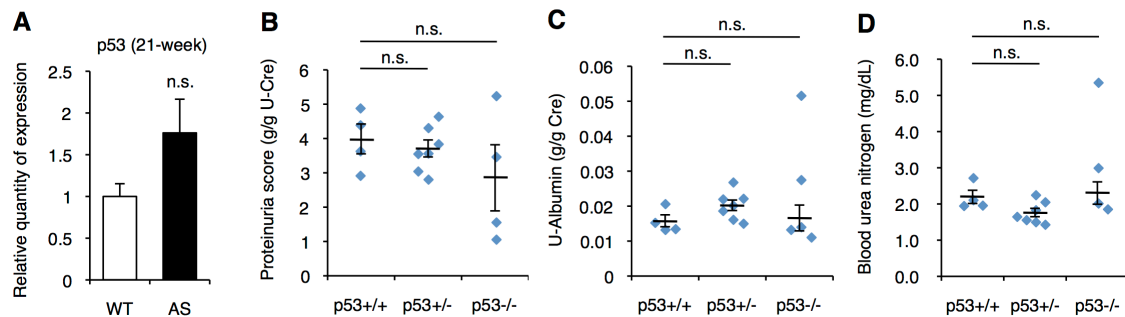 A
p53 (21-week)
Relative quantity of expression
2.5
2
1.5
1
0.5
0
n.s.
WT AS
B
n.s.
n.s.
Proteinuria score (g/g U-Cre)
6
5
4
3
2
1
0
p53+/+ p53+/- p53-/-
C
n.s.
n.s.
U-Albumin (g/g Cre)
0.06
0.05
0.04
0.03
0.02
0.01
0
p53+/+ p53+/- p53-/-
D
n.s.
n.s.
Blood urea nitrogen (mg/dL)
6.0
5.0
4.0
3.0
2.0
1.0
0.0
p53+/+ p53+/- p53-/-